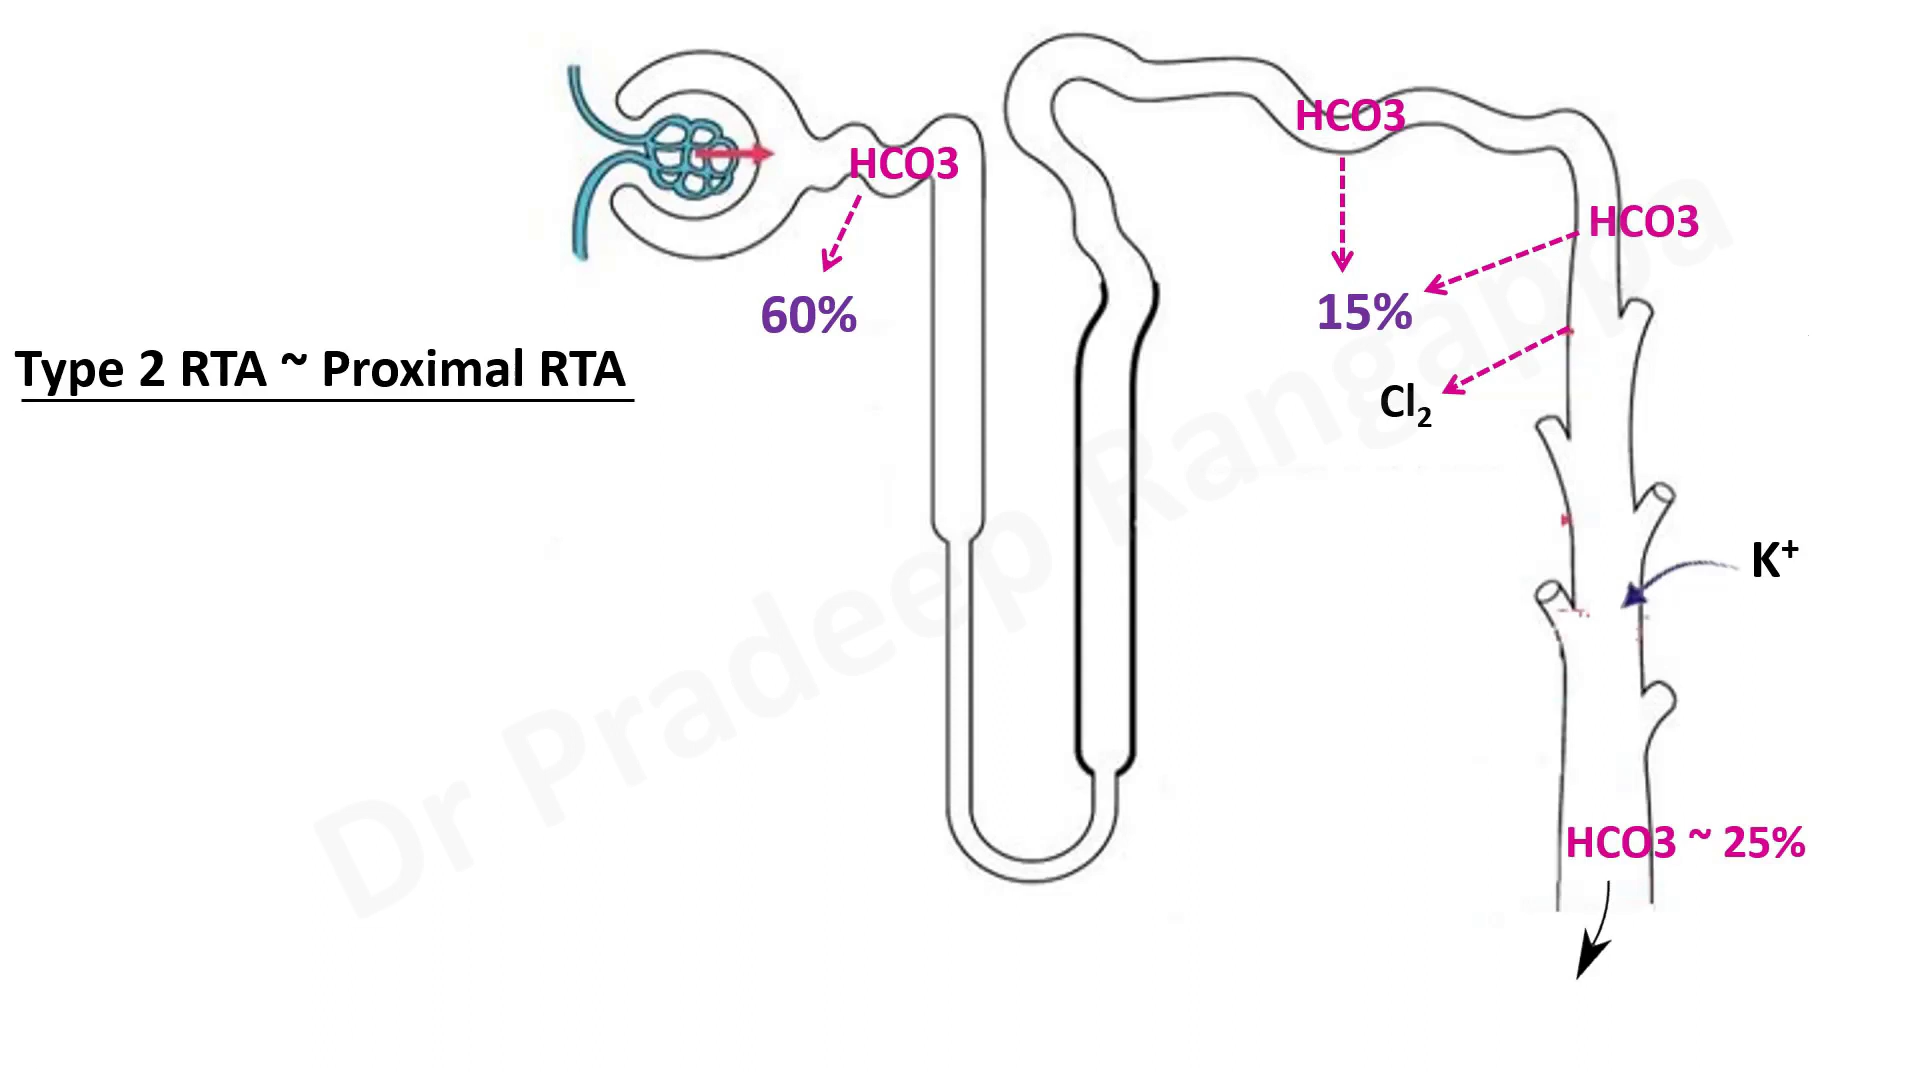 HCO3
HCO3
HCO3
60%
15%
Type 2 RTA ~ Proximal RTA
Cl₂
K⁺
HCO3 ~ 25%
Dr Pradeep Rangappa